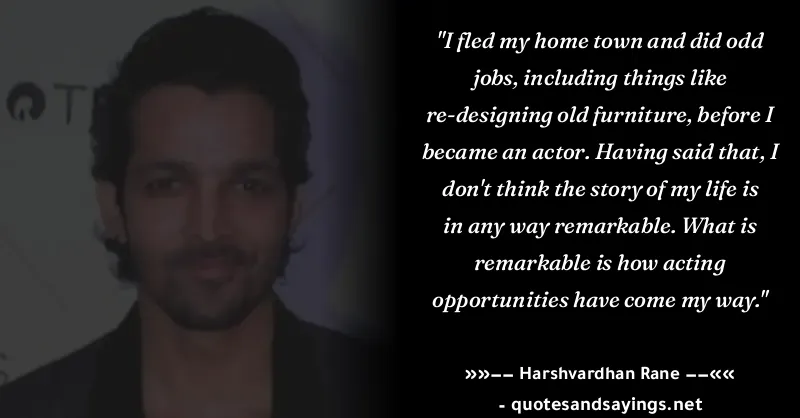 OT
"I fled my home town and did odd
jobs, including things like
re-designing old furniture, before I
became an actor. Having said that, I
don't think the story of my life is
in any way remarkable. What is
remarkable is how acting
opportunities have come my way."
»»−− Harshvardhan Rane −−««
- quotesandsayings.net